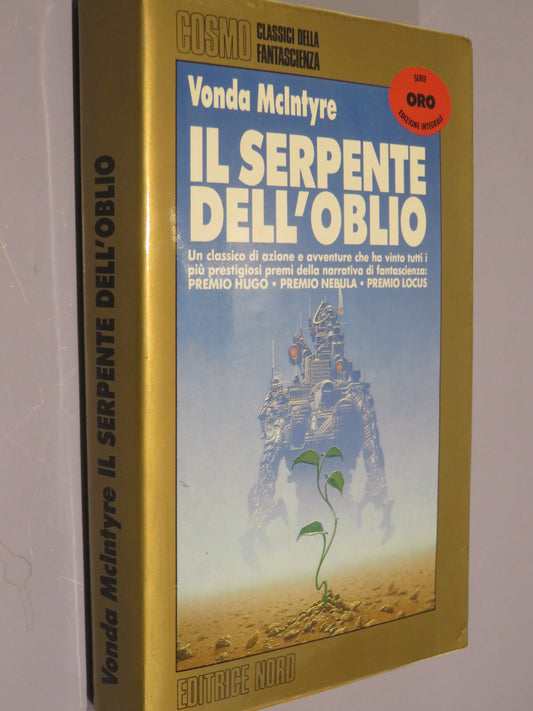 COSMO
CLASSICI DELLA
FANTASCIENZA
SERIE
ORO
EDIZIONE INTEGRALE
Vonda McIntyre
IL SERPENTE
DELL'OBLIO
Un classico di azione e avventure che ha vinto tutti i
più prestigiosi premi della narrativa di fantascienza:
PREMIO HUGO • PREMIO NEBULA • PREMIO LOCUS
EDITRICE NORD
Vonda McIntyre IL SERPENTE DELL'OBLIO